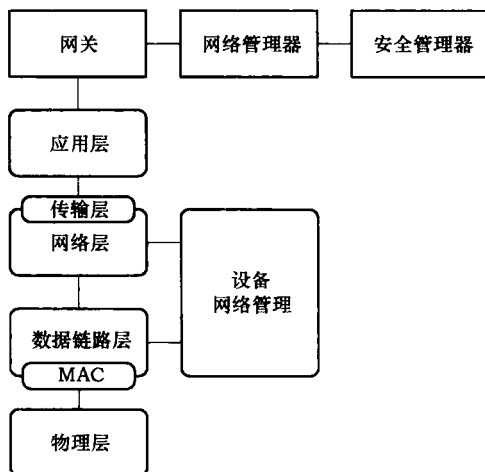 网关
网络管理器
安全管理器
应用层
传输层
网络层
设备
网络管理
数据链路层
MAC
物理层